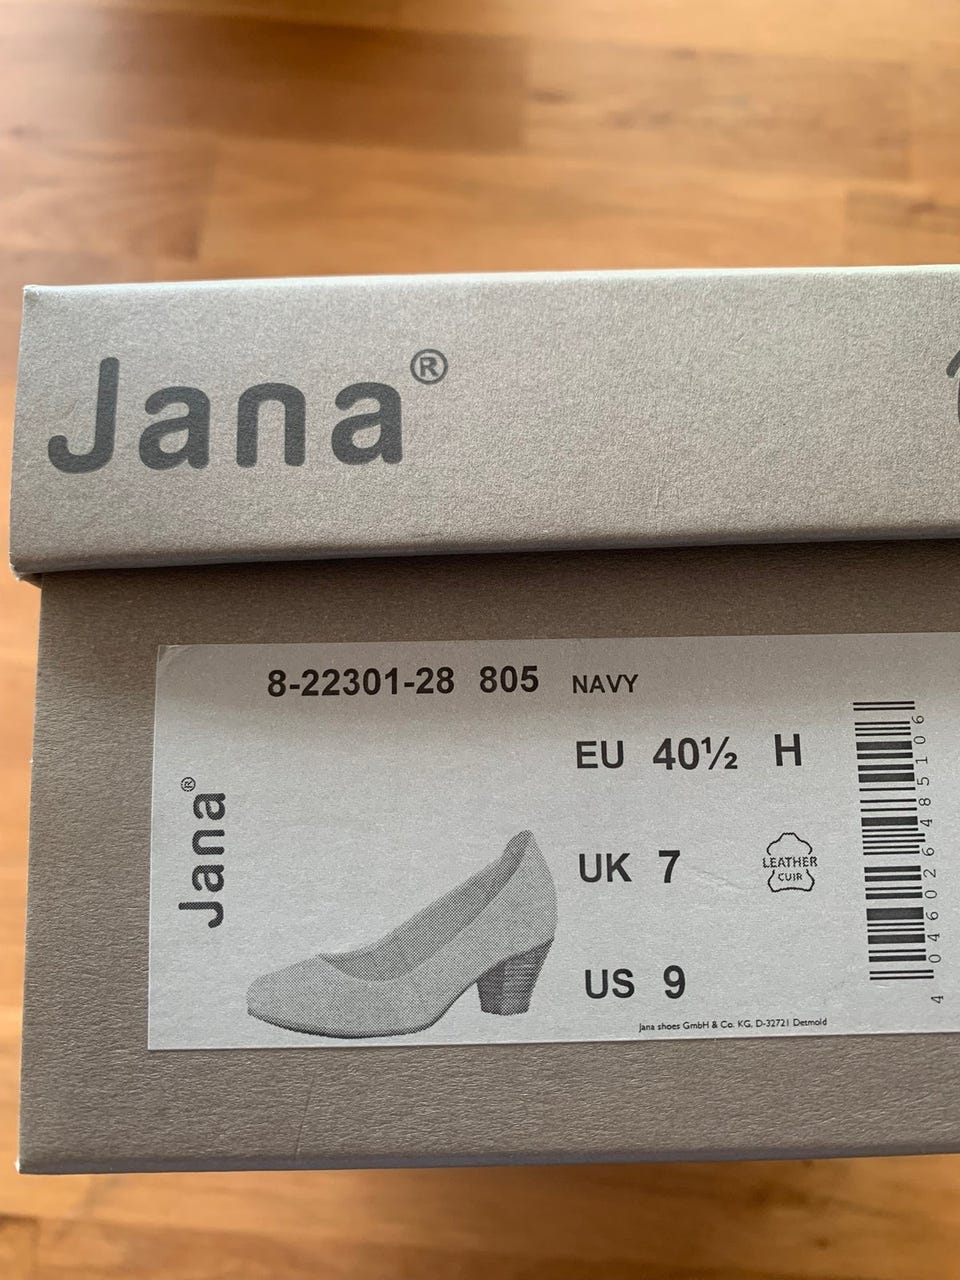 Jana®
8-22301-28 805 NAVY
EU 40½ H
Jana®
UK 7
LEATHER
CUIR
US 9
Jana shoes GmbH & Co. KG, D-32721 Detmold
4 046026 485106